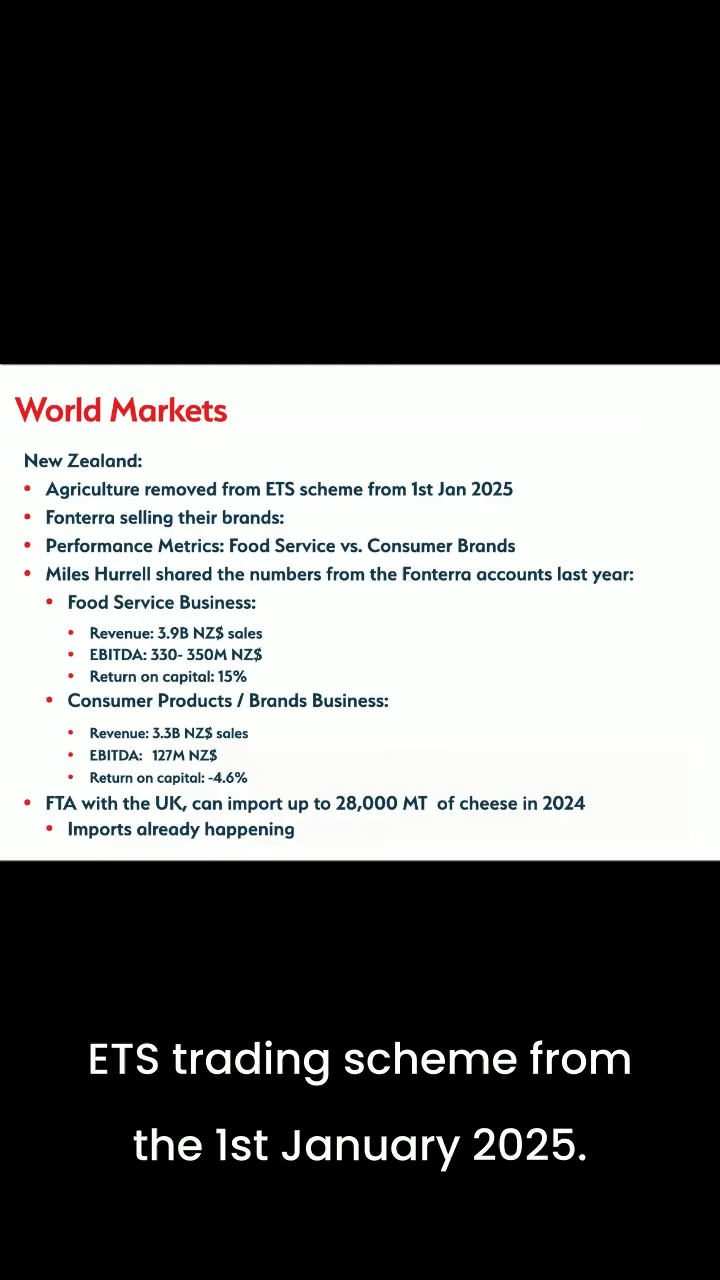 World Markets
New Zealand:
• Agriculture removed from ETS scheme from 1st Jan 2025
• Fonterra selling their brands:
• Performance Metrics: Food Service vs. Consumer Brands
• Miles Hurrell shared the numbers from the Fonterra accounts last year:
• Food Service Business:
• Revenue: 3.9B NZ$ sales
• EBITDA: 330- 350M NZ$
• Return on capital: 15%
• Consumer Products / Brands Business:
• Revenue: 3.3B NZ$ sales
• EBITDA: 127M NZ$
• Return on capital: -4.6%
• FTA with the UK, can import up to 28,000 MT of cheese in 2024
• Imports already happening
ETS trading scheme from
the 1st January 2025.